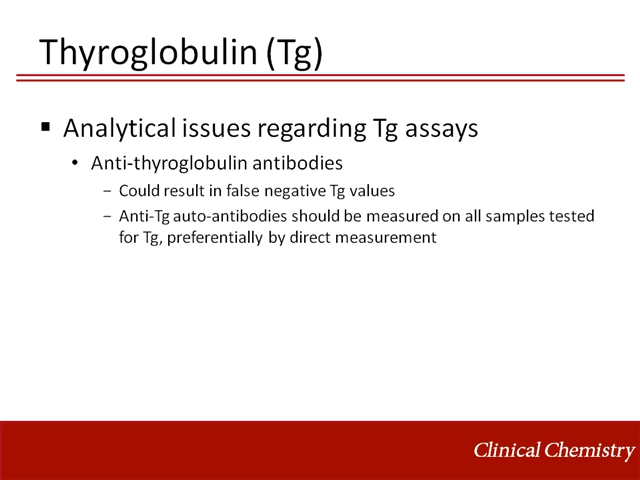 Thyroglobulin (Tg)
▪ Analytical issues regarding Tg assays
• Anti-thyroglobulin antibodies
– Could result in false negative Tg values
– Anti-Tg auto-antibodies should be measured on all samples tested
for Tg, preferentially by direct measurement
Clinical Chemistry